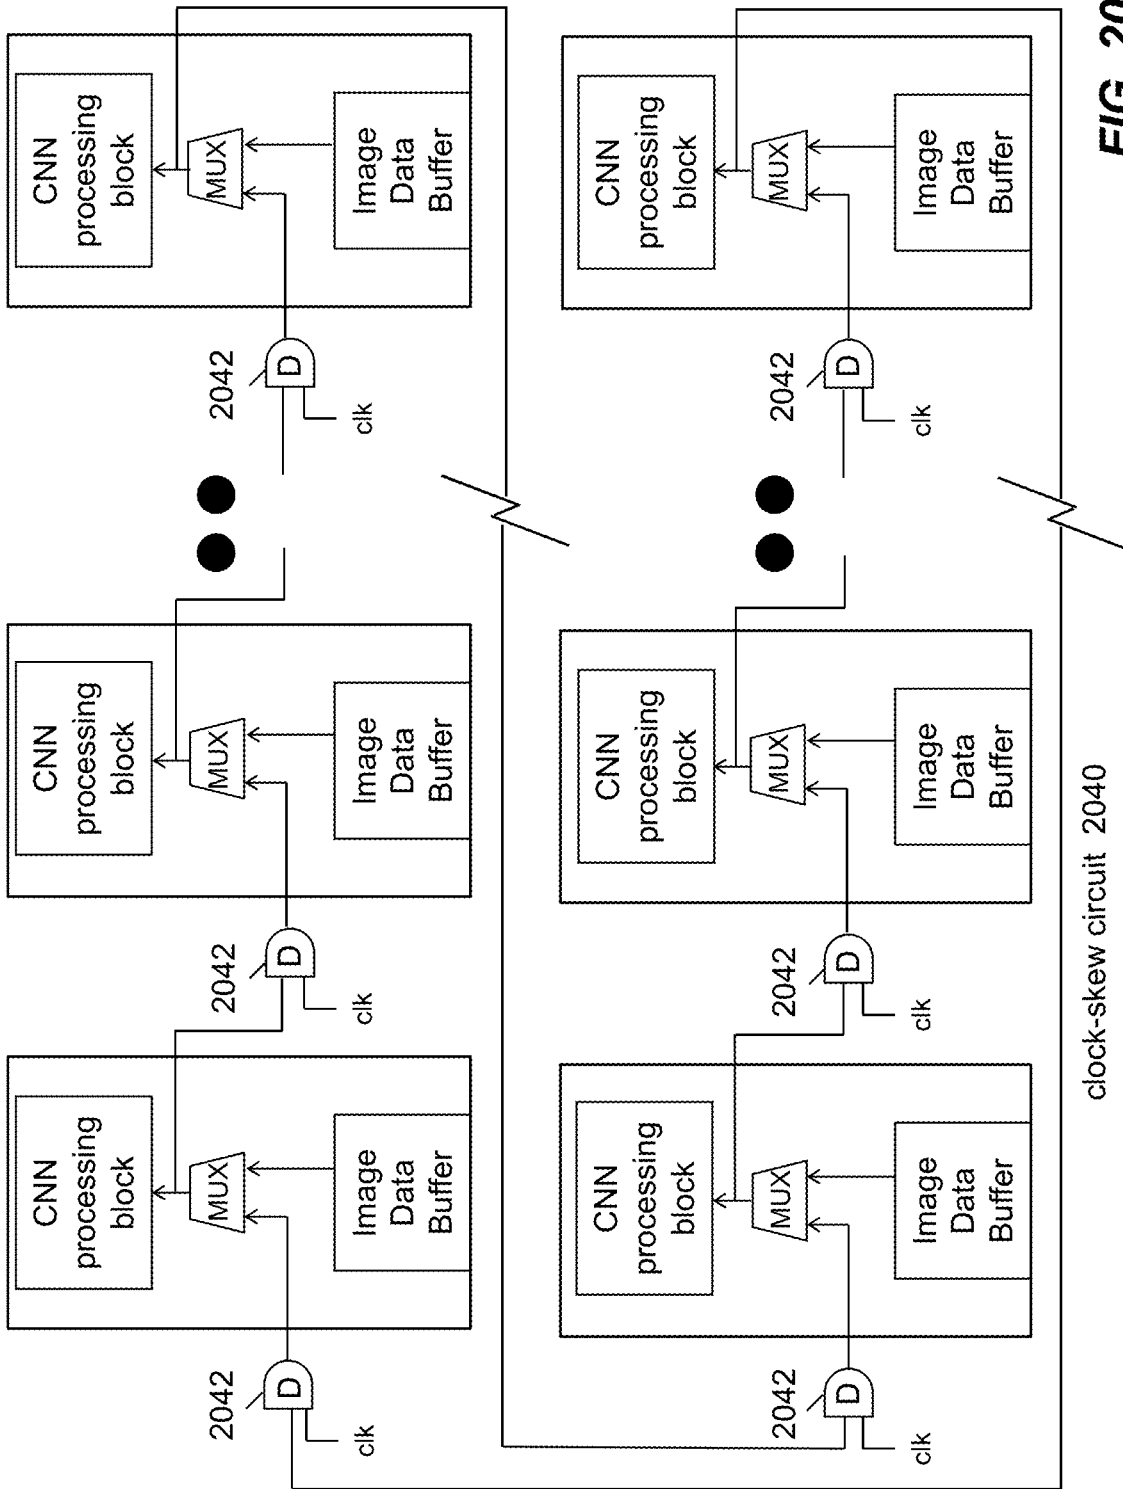 2042
D
clk
CNN
processing
block
MUX
Image
Data
Buffer
2042
D
clk
CNN
processing
block
MUX
Image
Data
Buffer
2042
D
clk
CNN
processing
block
MUX
Image
Data
Buffer
2042
D
clk
CNN
processing
block
MUX
Image
Data
Buffer
2042
D
clk
CNN
processing
block
MUX
Image
Data
Buffer
2042
D
clk
CNN
processing
block
MUX
Image
Data
Buffer
clock-skew circuit 2040
FIG 20